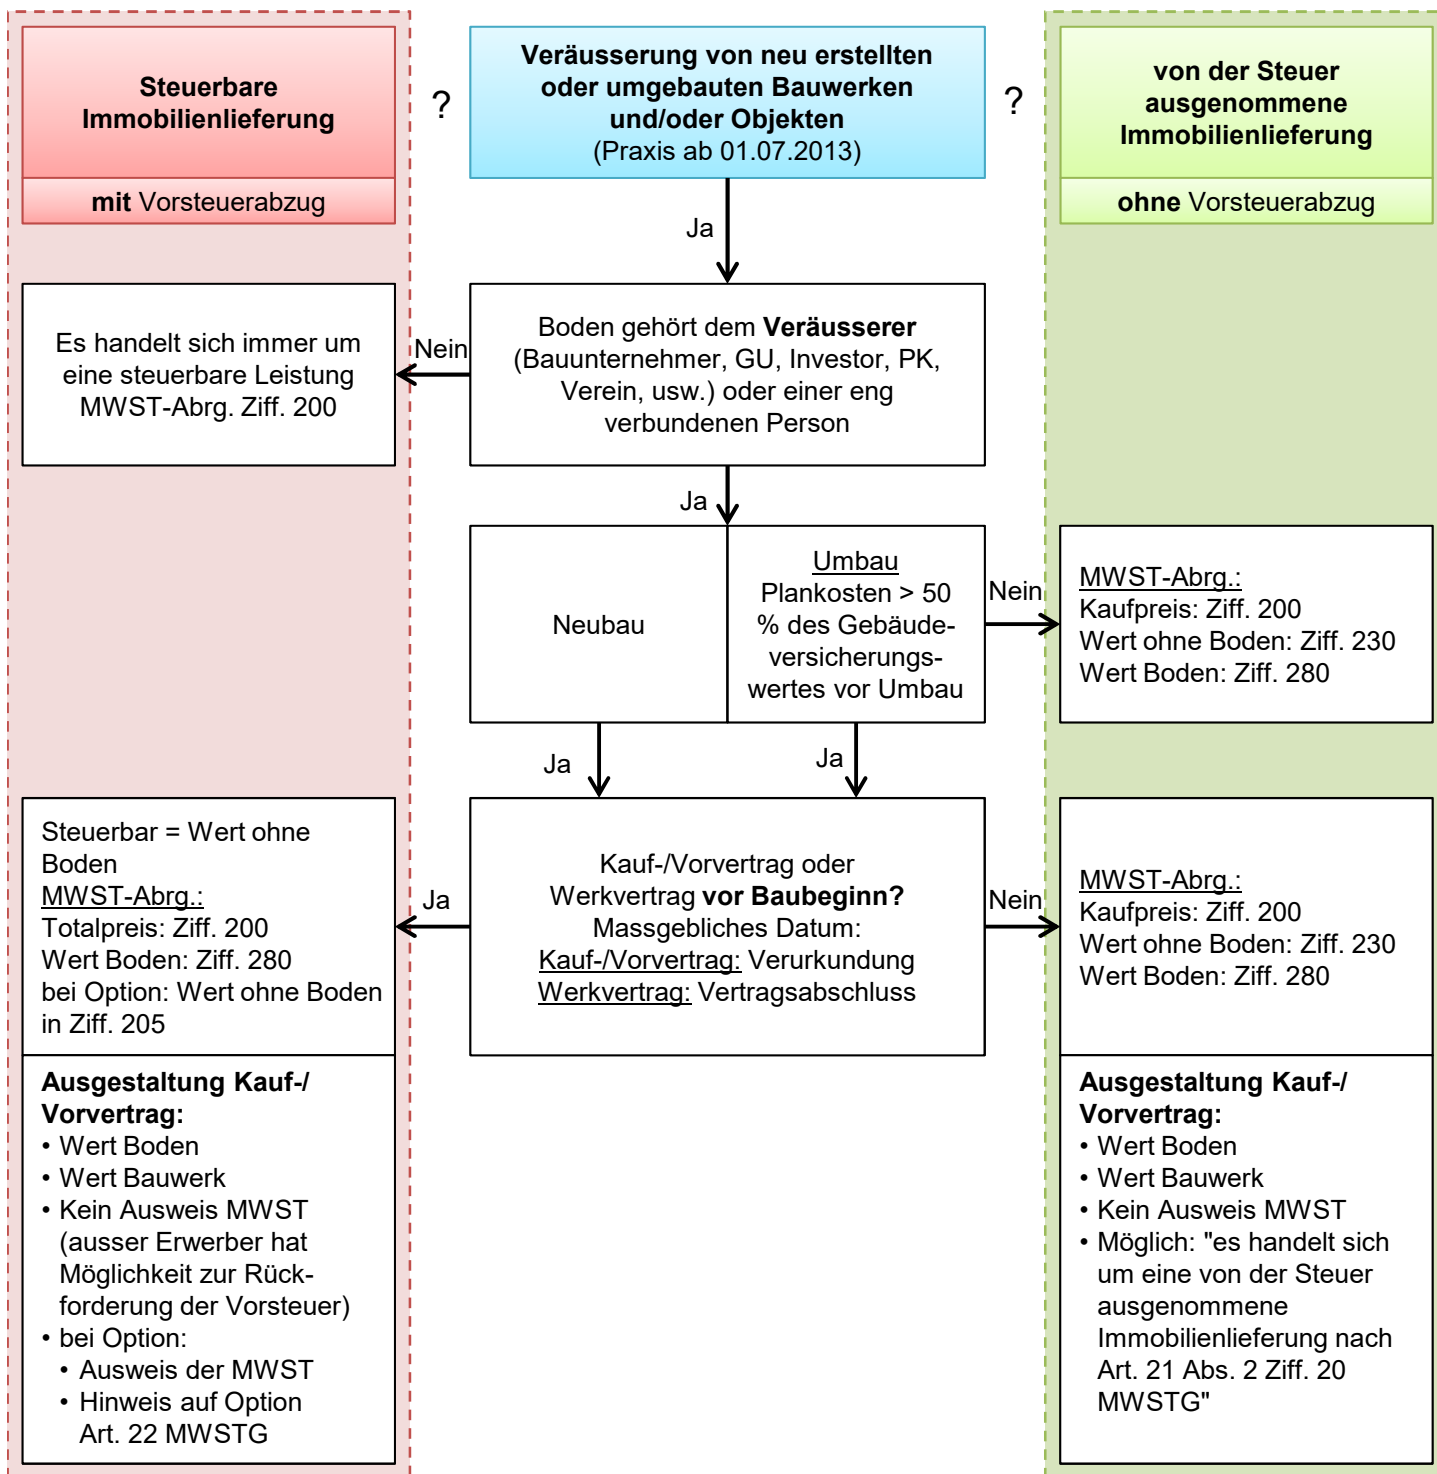 Steuerbare
Immobilienlieferung
mit Vorsteuerabzug
?
Veräusserung von neu erstellten
oder umgebauten Bauwerken
und/oder Objekten
(Praxis ab 01.07.2013)
?
von der Steuer
ausgenommene
Immobilienlieferung
ohne Vorsteuerabzug
Ja
Es handelt sich immer um
eine steuerbare Leistung
MWST-Abrg. Ziff. 200
Nein
Boden gehört dem Veräusserer
(Bauunternehmer, GU, Investor, PK,
Verein, usw.) oder einer eng
verbundenen Person
Ja
Neubau
Umbau
Plankosten > 50
% des Gebäude-
versicherungs-
wertes vor Umbau
Nein
MWST-Abrg.:
Kaufpreis: Ziff. 200
Wert ohne Boden: Ziff. 230
Wert Boden: Ziff. 280
Ja
Ja
Steuerbar = Wert ohne
Boden
MWST-Abrg.:
Totalpreis: Ziff. 200
Wert Boden: Ziff. 280
bei Option: Wert ohne Boden
in Ziff. 205
Ja
Kauf-/Vorvertrag oder
Werkvertrag vor Baubeginn?
Massgebliches Datum:
Kauf-/Vorvertrag: Verurkundung
Werkvertrag: Vertragsabschluss
Nein
MWST-Abrg.:
Kaufpreis: Ziff. 200
Wert ohne Boden: Ziff. 230
Wert Boden: Ziff. 280
Ausgestaltung Kauf-/
Vorvertrag:
• Wert Boden
• Wert Bauwerk
• Kein Ausweis MWST
(ausser Erwerber hat
Möglichkeit zur Rück-
forderung der Vorsteuer)
• bei Option:
• Ausweis der MWST
• Hinweis auf Option
Art. 22 MWSTG
Ausgestaltung Kauf-/
Vorvertrag:
• Wert Boden
• Wert Bauwerk
• Kein Ausweis MWST
• Möglich: "es handelt sich
um eine von der Steuer
ausgenommene
Immobilienlieferung nach
Art. 21 Abs. 2 Ziff. 20
MWSTG"